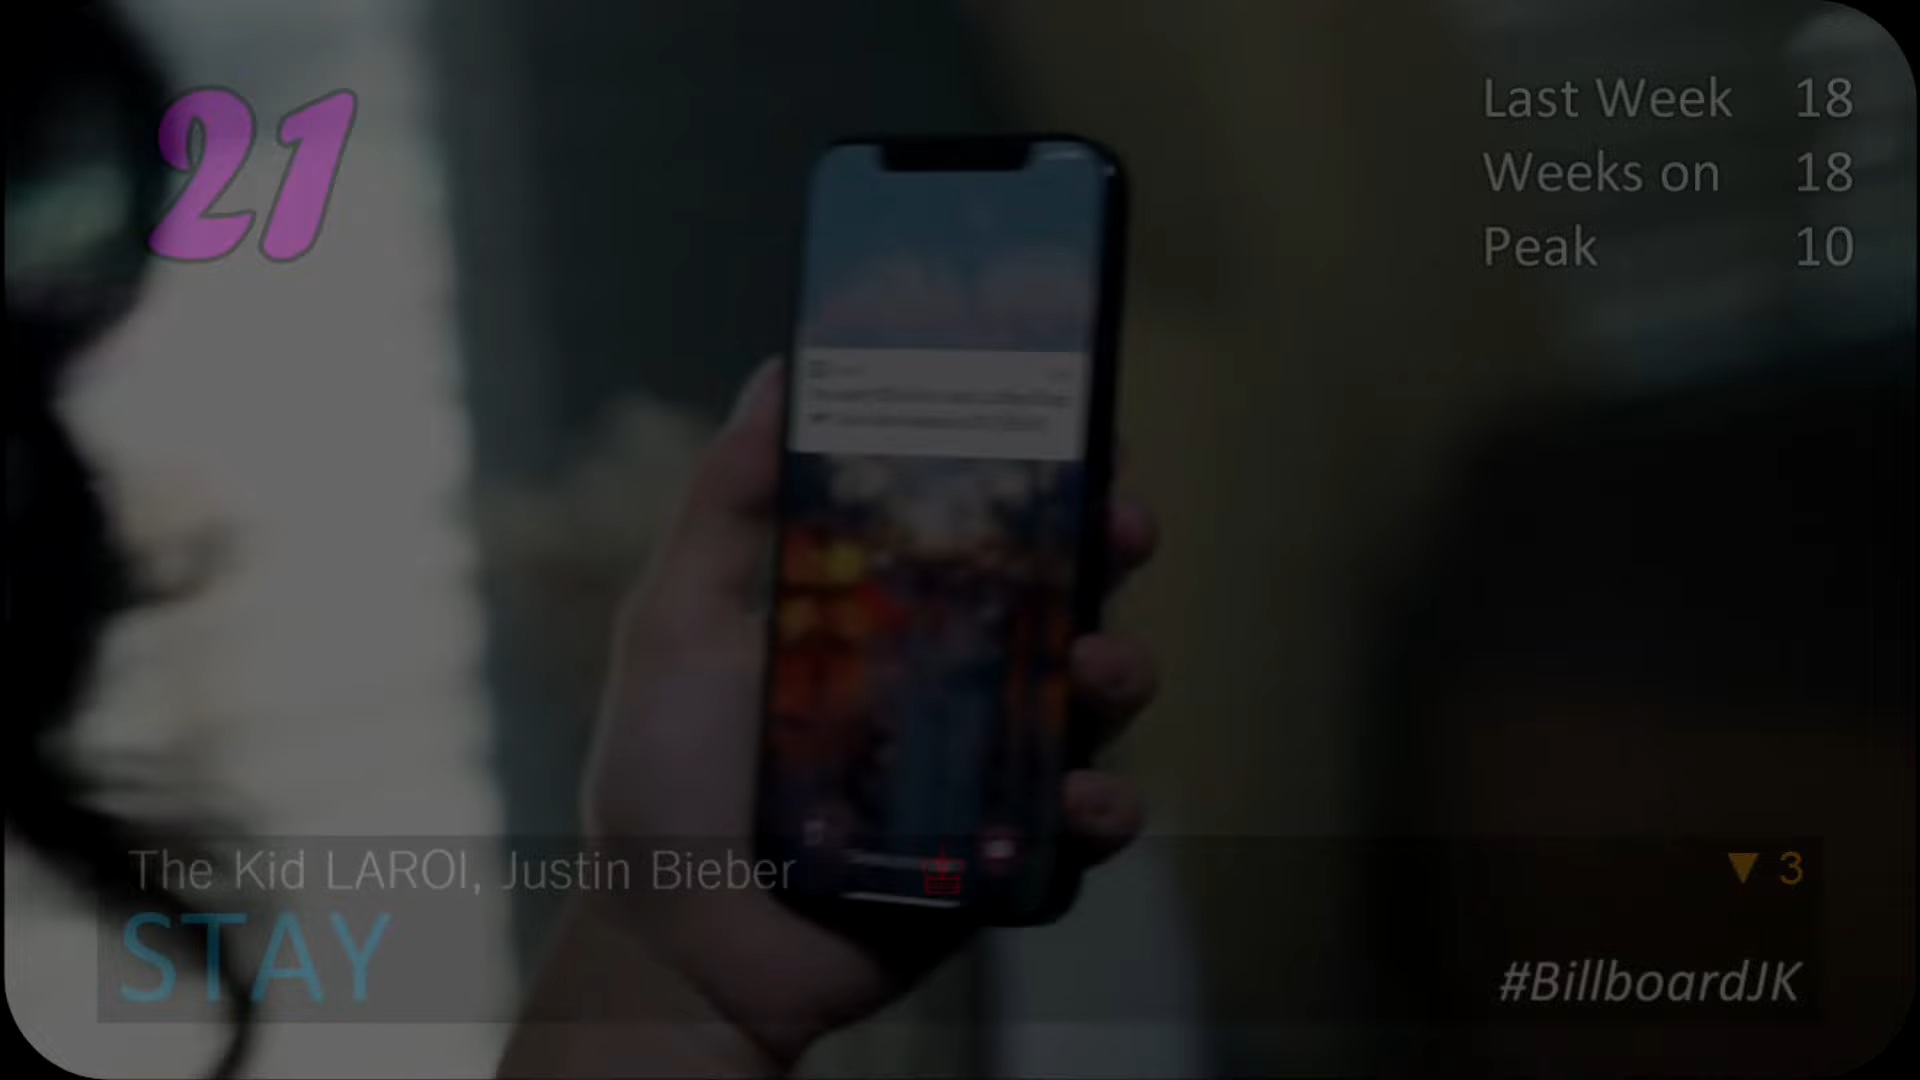 21
Last Week 18
Weeks on 18
Peak 10
The Kid LAROI, Justin Bieber
▼ 3
STAY
#BillboardJK